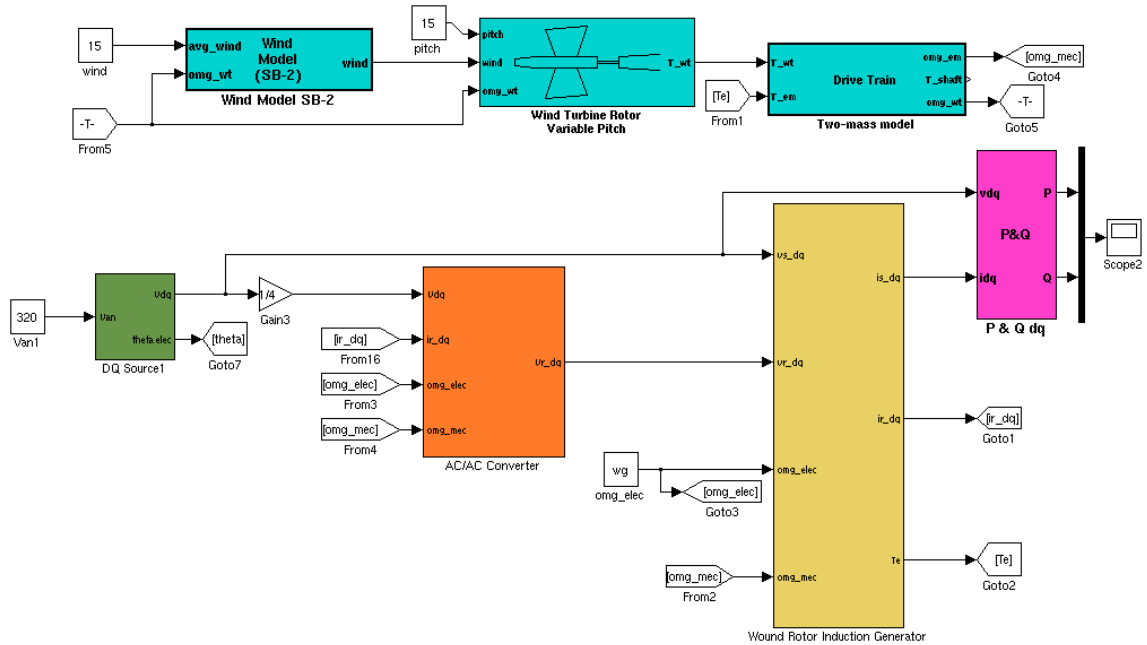 15
wind
avg_wind
omg_wt
Wind
Model
(SB-2)
wind
Wind Model SB-2
-T-
From5
15
pitch
pitch
wind
omg_wt
T_wt
Wind Turbine Rotor
Variable Pitch
[Te]
From1
T_wt
T_em
Drive Train
omg_em
T_shaft
omg_wt
Two-mass model
[omg_mec]
Goto4
-T-
Goto5
vdq
idq
P&Q
P
Q
P & Q dq
Scope2
320
Van1
Van
Vdq
theta.elec
DQ Source1
[theta]
Goto7
1/4
Gain3
[ir_dq]
From16
[omg_elec]
From3
[omg_mec]
From4
Vdq
ir_dq
omg_elec
omg_mec
Vr_dq
AC/AC Converter
wg
omg_elec
[omg_elec]
Goto3
[omg_mec]
From2
vs_dq
vr_dq
omg_elec
omg_mec
is_dq
ir_dq
Te
Wound Rotor Induction Generator
[ir_dq]
Goto1
[Te]
Goto2